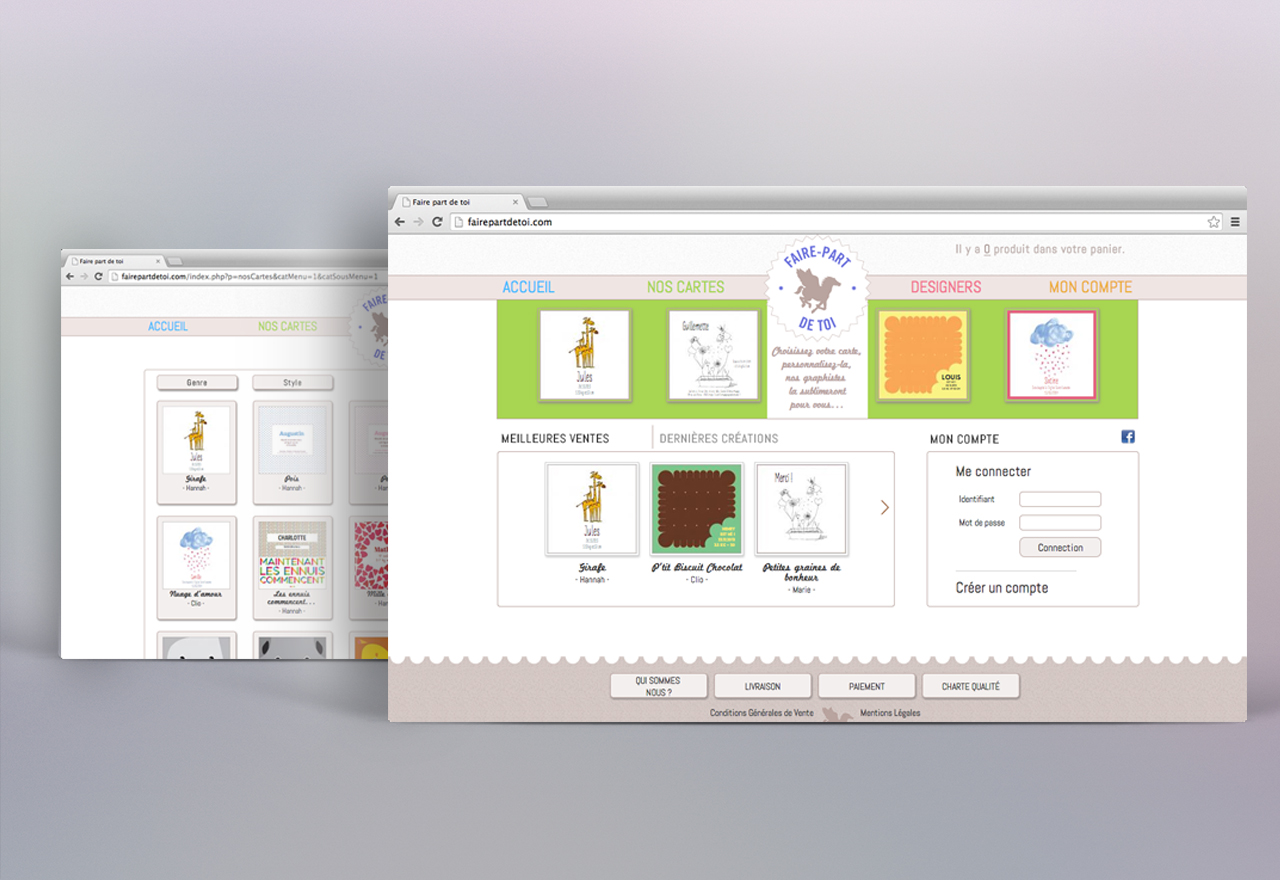 Faire part de toi
fairepartdetoi.com
Il y a 0 produit dans votre panier.
FAIRE-PART
DE TOI
ACCUEIL
NOS CARTES
DESIGNERS
MON COMPTE
Jules
Guillemette
Choisissez votre carte,
personnalisez-la,
nos graphistes
la sublimeront
pour vous...
LOUIS
MEILLEURES VENTES
DERNIÈRES CRÉATIONS
Jules
Girafe
- Hannah -
P'tit Biscuit Chocolat
- Clio -
Merci !
Petites graines de
bonheur
- Marie -
MON COMPTE
Me connecter
Identifiant
Mot de passe
Connection
Créer un compte
QUI SOMMES
NOUS ?
LIVRAISON
PAIEMENT
CHARTE QUALITÉ
Conditions Générales de Vente
Mentions Légales
Faire part de toi
fairepartdetoi.com/index.php?p=nosCartes&catMenu=1&catSousMenu=1
FAIRE
DE
ACCUEIL
NOS CARTES
Genre
Style
Jules
Girafe
- Hannah -
Augustin
Pois
- Hannah -
Nuage d'amour
- Clio -
CHARLOTTE
MAINTENANT
LES ENNUIS
COMMENCENT
Les ennuis
commencent...
- Hannah -
Mille